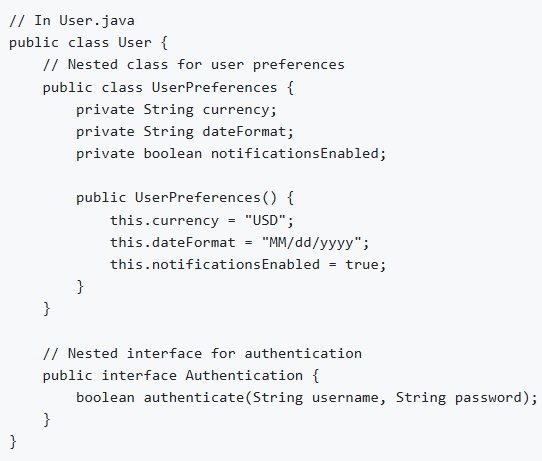 // In User.java
public class User {
    // Nested class for user preferences
    public class UserPreferences {
        private String currency;
        private String dateFormat;
        private boolean notificationsEnabled;

        public UserPreferences() {
            this.currency = "USD";
            this.dateFormat = "MM/dd/yyyy";
            this.notificationsEnabled = true;
        }
    }

    // Nested interface for authentication
    public interface Authentication {
        boolean authenticate(String username, String password);
    }
}